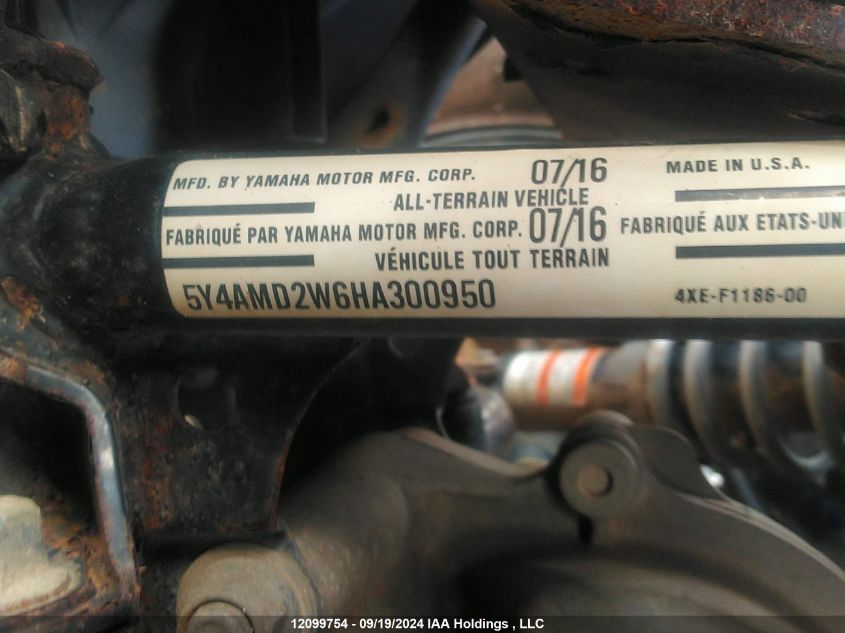 MFD. BY YAMAHA MOTOR MFG. CORP. 07/16 MADE IN U.S.A.
ALL-TERRAIN VEHICLE
FABRIQUÉ PAR YAMAHA MOTOR MFG. CORP. 07/16 FABRIQUÉ AUX ETATS-UNI
VÉHICULE TOUT TERRAIN
5Y4AMD2W6HA300950 4XE-F1186-00
12099754 - 09/19/2024 IAA Holdings , LLC